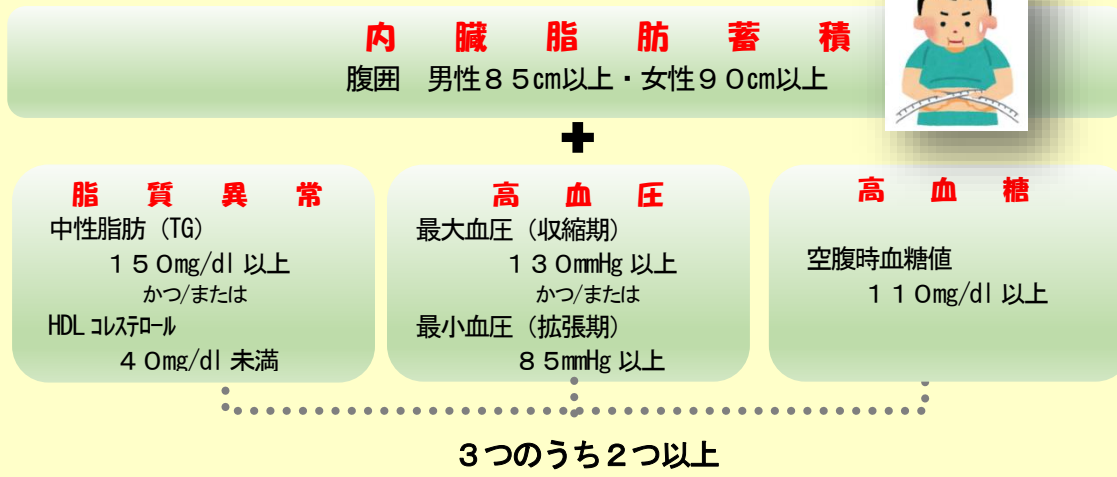 内臓脂肪蓄積
腹囲　男性８５cm以上・女性９０cm以上
+
脂質異常
中性脂肪（TG）
１５０mg/dl 以上
かつ/または
HDL コレステロール
４０mg/dl 未満
高血圧
最大血圧（収縮期）
１３０mmHg 以上
かつ/または
最小血圧（拡張期）
８５mmHg 以上
高血糖
空腹時血糖値
１１０mg/dl 以上
３つのうち２つ以上